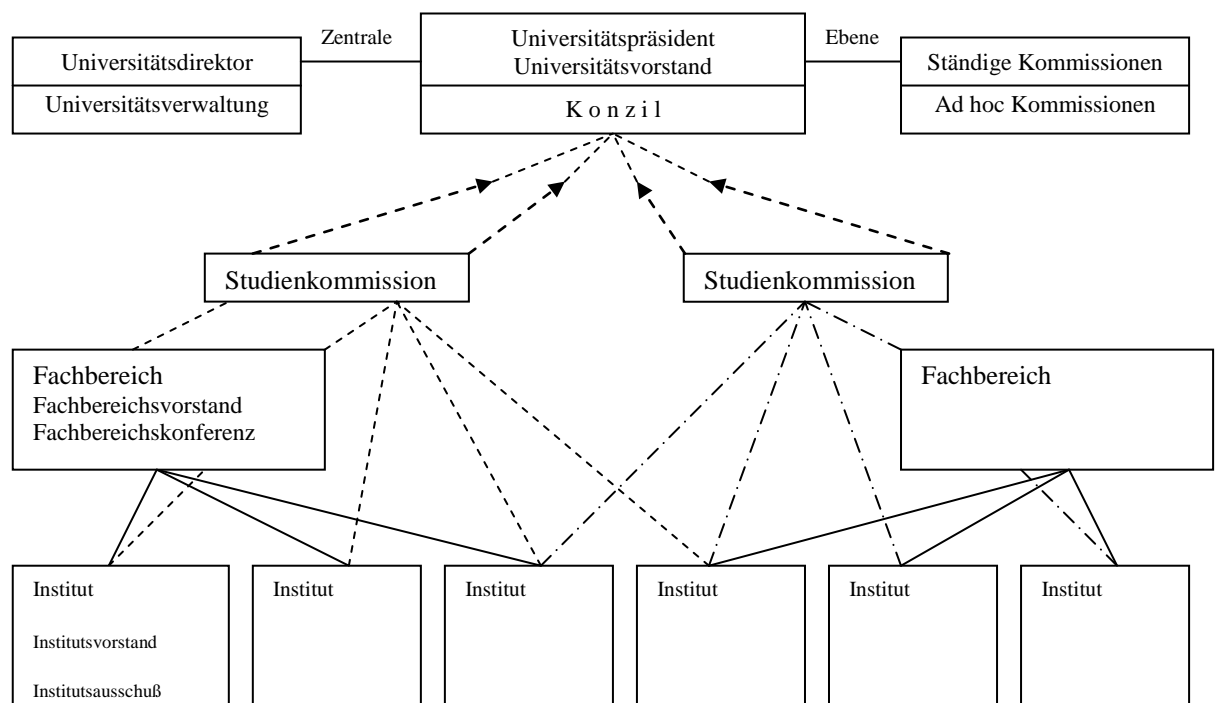 Zentrale
Ebene
Universitätsdirektor
Universitätsverwaltung
Universitätspräsident
Universitätsvorstand
K o n z i l
Ständige Kommissionen
Ad hoc Kommissionen
Studienkommission
Studienkommission
Fachbereich
Fachbereichsvorstand
Fachbereichskonferenz
Fachbereich
Institut
Institutsvorstand
Institutsausschuß
Institut
Institut
Institut
Institut
Institut